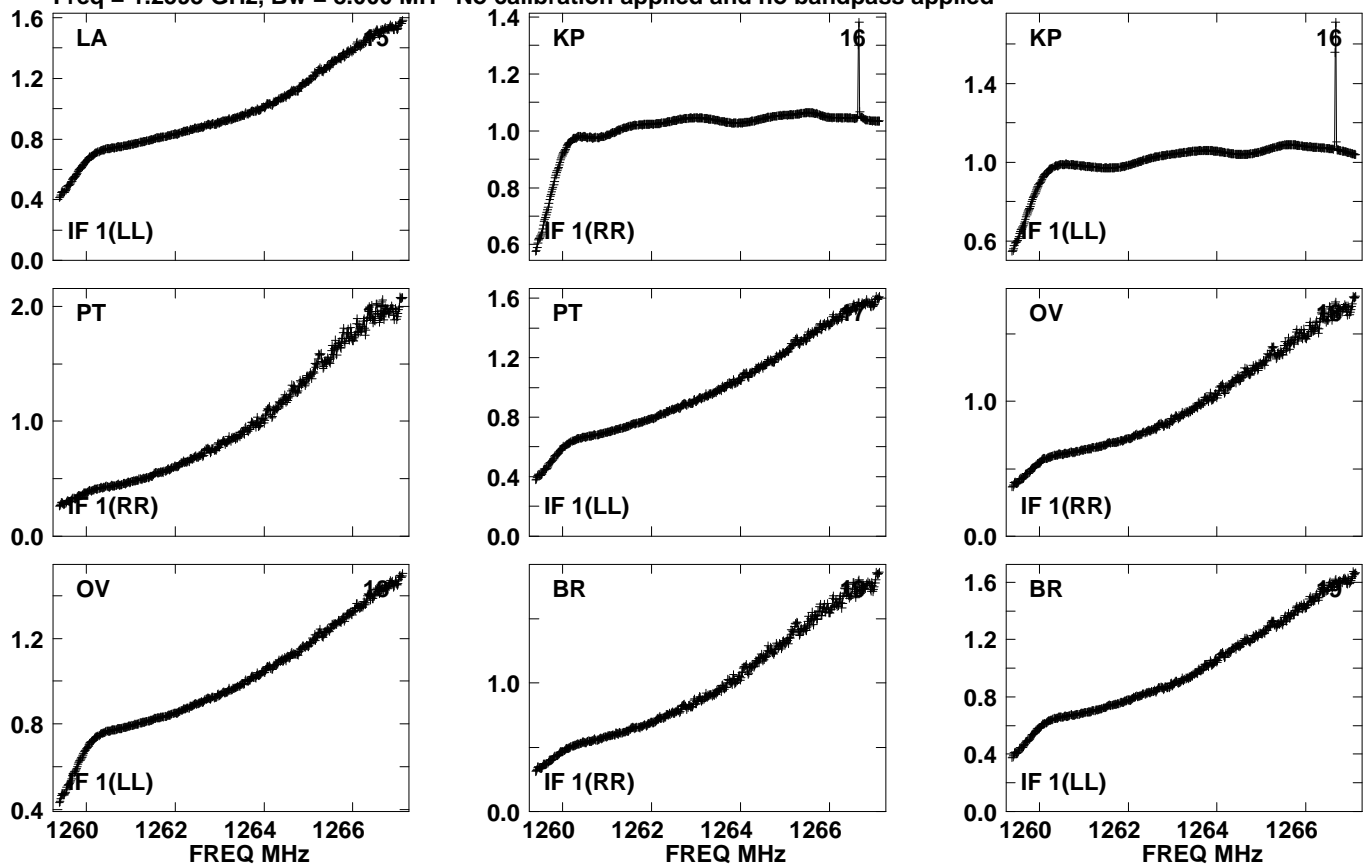 Freq = 1.2593 GHz, Bw = 8.000 MH No calibration applied and no bandpass applied
LA 15
1.6
1.2
0.8
0.4
0.0
IF 1(LL)
KP 16
1.4
1.2
1.0
0.8
0.6
IF 1(RR)
KP 16
1.4
1.0
0.6
IF 1(LL)
PT
2.0
1.0
0.0
IF 1(RR)
PT 17
1.6
1.2
0.8
0.4
0.0
IF 1(LL)
OV 18
1.0
0.0
IF 1(RR)
OV 18
1.2
0.8
0.4
IF 1(LL)
1260 1262 1264 1266
FREQ MHz
BR 19
1.0
0.0
IF 1(RR)
1260 1262 1264 1266
FREQ MHz
BR 19
1.6
1.2
0.8
0.4
0.0
IF 1(LL)
1260 1262 1264 1266
FREQ MHz